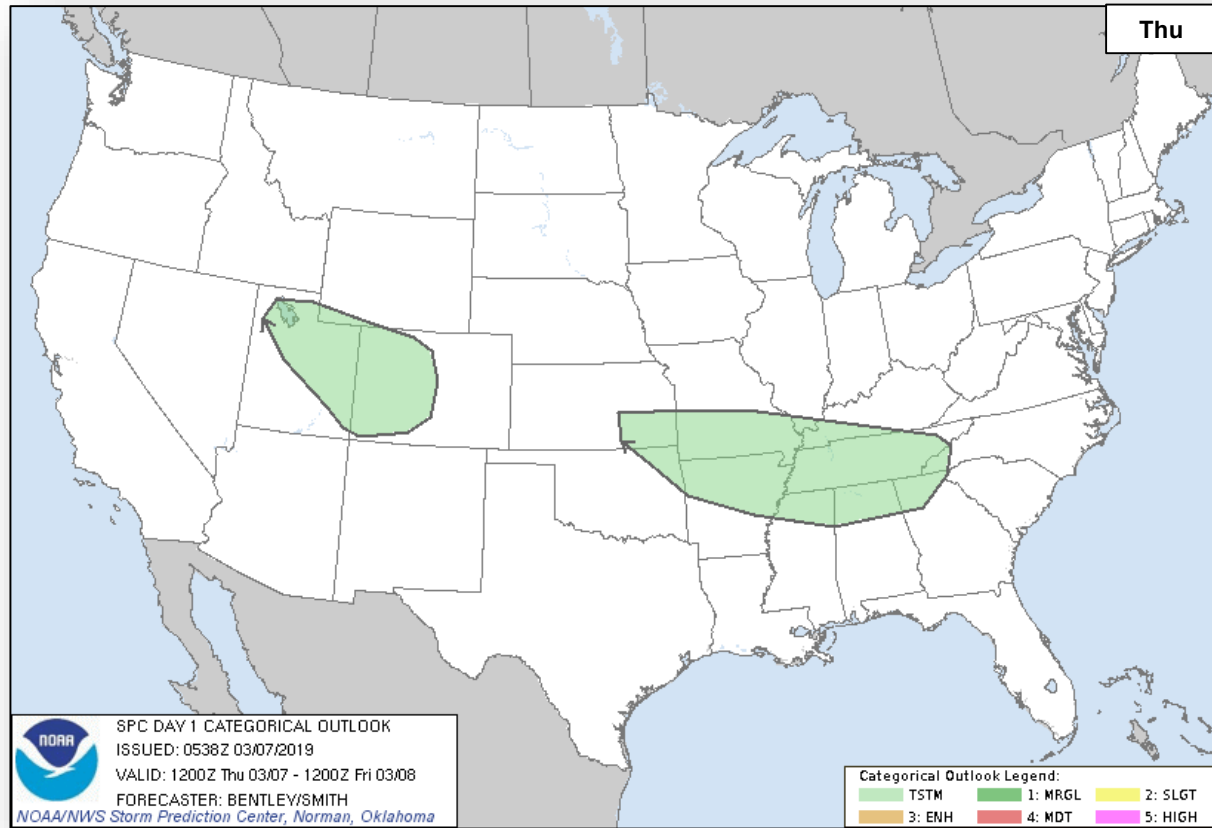 Thu
NOAA
SPC DAY 1 CATEGORICAL OUTLOOK
ISSUED: 0538Z 03/07/2019
VALID: 1200Z Thu 03/07 - 1200Z Fri 03/08
FORECASTER: BENTLEY/SMITH
NOAA/NWS Storm Prediction Center, Norman, Oklahoma
Categorical Outlook Legend:
TSTM 1: MRGL 2: SLGT
3: ENH 4: MDT 5: HIGH